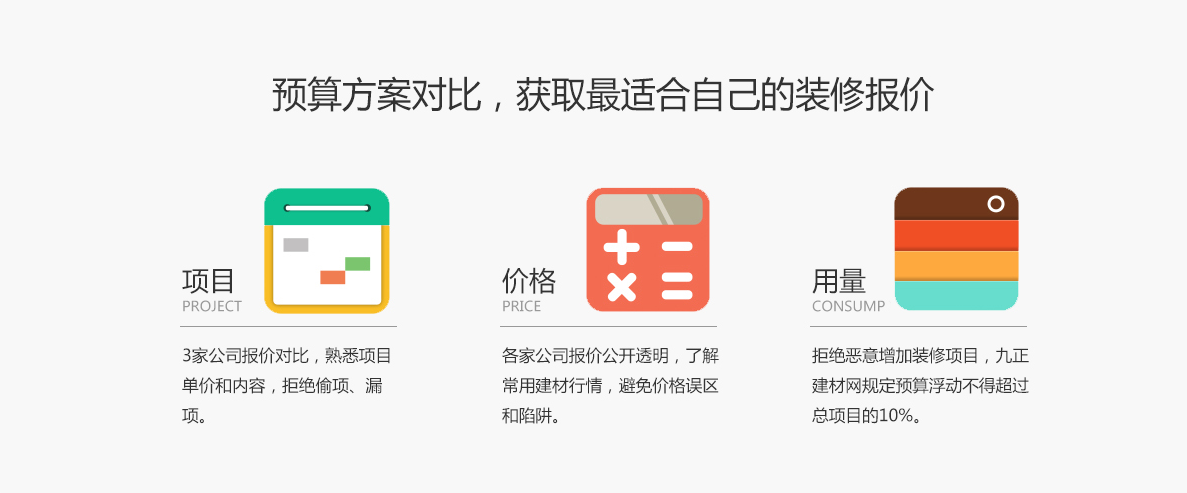 预算方案对比，获取最适合自己的装修报价
项目
PROJECT
3家公司报价对比，熟悉项目
单价和内容，拒绝偷项、漏
项。
价格
PRICE
各家公司报价公开透明，了解
常用建材行情，避免价格误区
和陷阱。
用量
CONSUMP
拒绝恶意增加装修项目，九正
建材网规定预算浮动不得超过
总项目的10%。